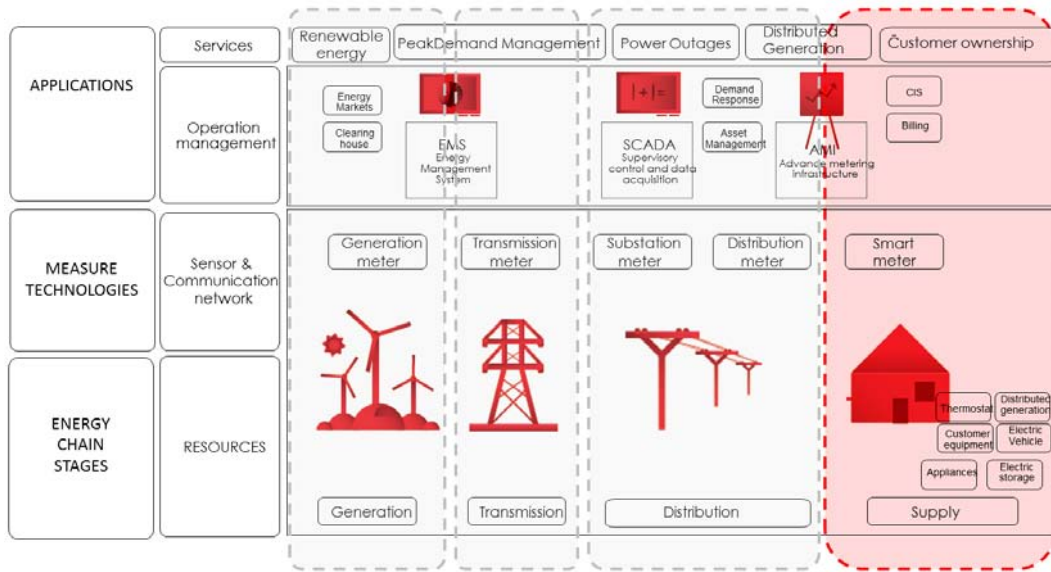 APPLICATIONS
Services
Renewable
energy
PeakDemand Management
Power Outages
Distributed
Generation
Customer ownership
Operation
management
Energy
Markets
Clearing
house
EMS
Energy
Management
System
SCADA
Supervisory
control and data
acquisition
Demand
Response
Asset
Management
AMI
Advance metering
infrastructure
CIS
Billing
MEASURE
TECHNOLOGIES
Sensor &
Communication
network
Generation
meter
Transmission
meter
Substation
meter
Distribution
meter
Smart
meter
ENERGY
CHAIN
STAGES
RESOURCES
Thermostat
Distributed
generation
Customer
equipment
Electric
Vehicle
Appliances
Electric
storage
Generation
Transmission
Distribution
Supply